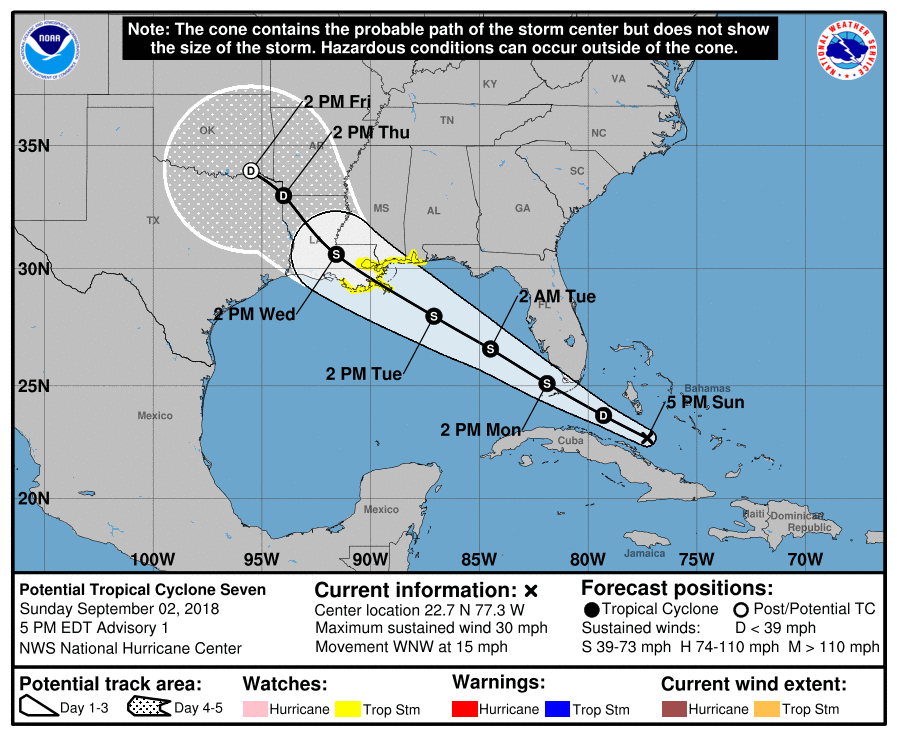 Note: The cone contains the probable path of the storm center but does not show
the size of the storm. Hazardous conditions can occur outside of the cone.
NOAA
NATIONAL WEATHER SERVICE
KY
VA
2 PM Fri
TN
OK
2 PM Thu
NC
AR
35N
SC
TX
MS
AL
GA
LA
30N
2 AM Tue
FL
2 PM Wed
2 PM Tue
25N
Bahamas
5 PM Sun
Mexico
2 PM Mon
Cuba
20N
Mexico
Haiti
Dominican
Republic
Jamaica
100W 95W 90W 85W 80W 75W 70W
D
D
S
S
S
S
D
Potential Tropical Cyclone Seven
Sunday September 02, 2018
5 PM EDT Advisory 1
NWS National Hurricane Center
Current information: x
Center location 22.7 N 77.3 W
Maximum sustained wind 30 mph
Movement WNW at 15 mph
Forecast positions:
Tropical Cyclone Post/Potential TC
Sustained winds: D < 39 mph
S 39-73 mph H 74-110 mph M > 110 mph
Potential track area:
Day 1-3 Day 4-5
Watches:
Hurricane Trop Stm
Warnings:
Hurricane Trop Stm
Current wind extent:
Hurricane Trop Stm